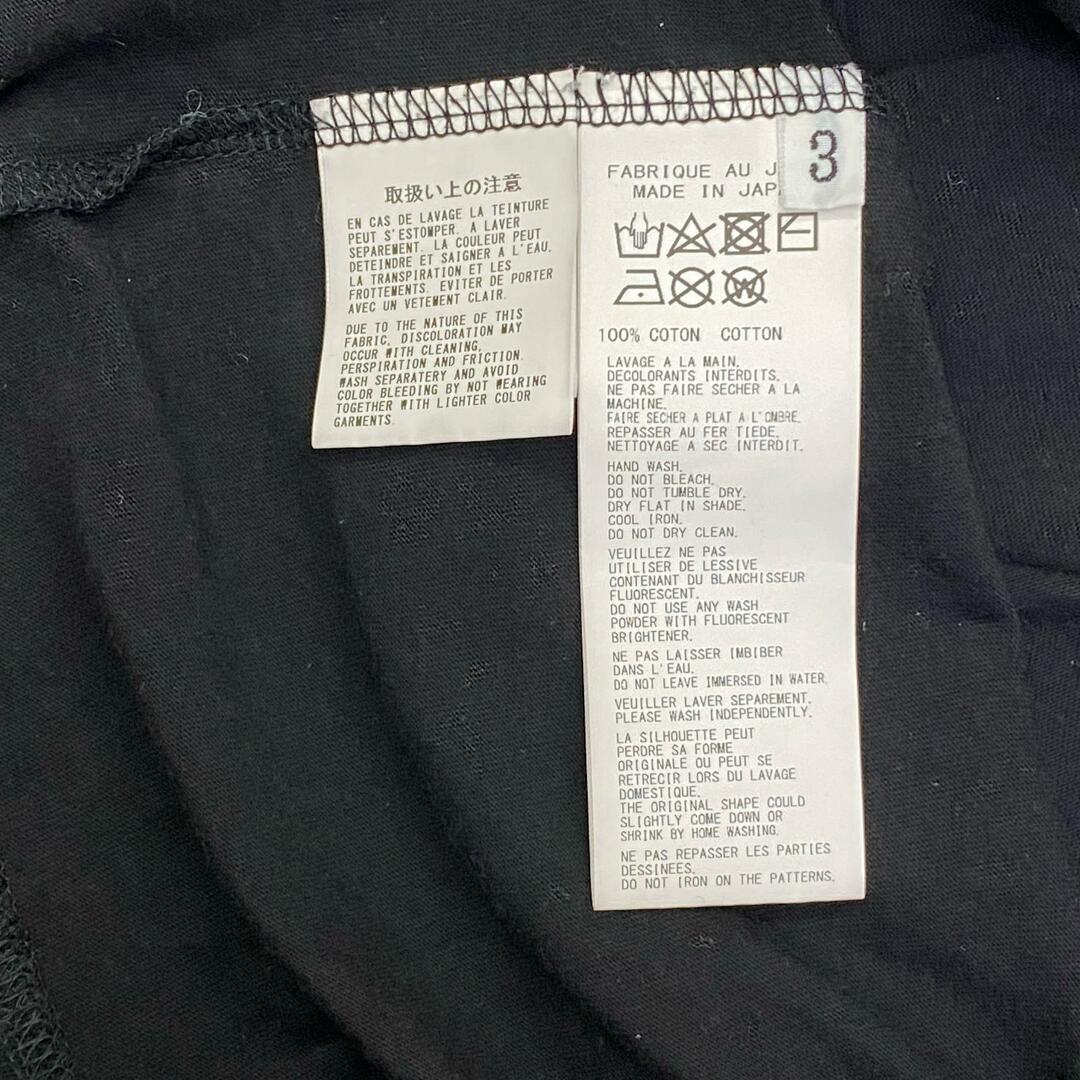 取扱い上の注意
EN CAS DE LAVAGE LA TEINTURE
PEUT S'ESTOMPER. A LAVER
SEPAREMENT. LA COULEUR PEUT
DETEINDRE ET SAIGNER A L'EAU,
LA TRANSPIRATION ET LES
FROTTEMENTS. EVITER DE PORTER
AVEC UN VETEMENT CLAIR.
DUE TO THE NATURE OF THIS
FABRIC, DISCOLORATION MAY
OCCUR WITH CLEANING,
PERSPIRATION AND FRICTION.
WASH SEPARATERY AND AVOID
COLOR BLEEDING BY NOT WEARING
TOGETHER WITH LIGHTER COLOR
GARMENTS.
3
FABRIQUE AU J
MADE IN JAP
W
100% COTON COTTON
LAVAGE A LA MAIN.
DECOLORANTS INTERDITS.
NE PAS FAIRE SECHER A LA
MACHINE.
FAIRE SECHER A PLAT A L'OMBRE.
REPASSER AU FER TIEDE.
NETTOYAGE A SEC INTERDIT.
HAND WASH.
DO NOT BLEACH.
DO NOT TUMBLE DRY.
DRY FLAT IN SHADE.
COOL IRON.
DO NOT DRY CLEAN.
VEUILLEZ NE PAS
UTILISER DE LESSIVE
CONTENANT DU BLANCHISSEUR
FLUORESCENT.
DO NOT USE ANY WASH
POWDER WITH FLUORESCENT
BRIGHTENER.
NE PAS LAISSER IMBIBER
DANS L'EAU.
DO NOT LEAVE IMMERSED IN WATER.
VEUILLER LAVER SEPAREMENT.
PLEASE WASH INDEPENDENTLY.
LA SILHOUETTE PEUT
PERDRE SA FORME
ORIGINALE OU PEUT SE
RETRECIR LORS DU LAVAGE
DOMESTIQUE.
THE ORIGINAL SHAPE COULD
SLIGHTLY COME DOWN OR
SHRINK BY HOME WASHING.
NE PAS REPASSER LES PARTIES
DESSINEES.
DO NOT IRON ON THE PATTERNS.